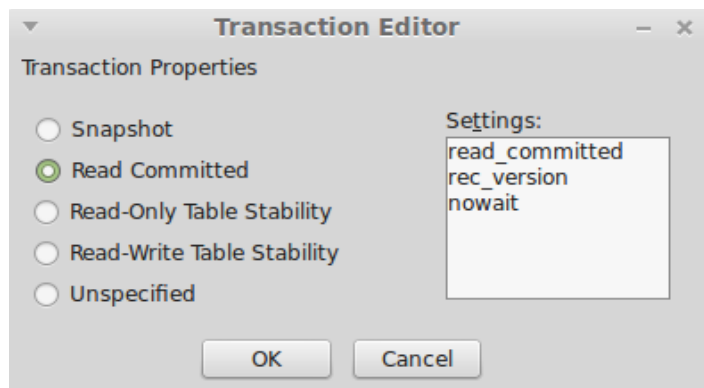 Transaction Editor
Transaction Properties
Snapshot
Read Committed
Read-Only Table Stability
Read-Write Table Stability
Unspecified
Settings:
read_committed
rec_version
nowait
OK
Cancel